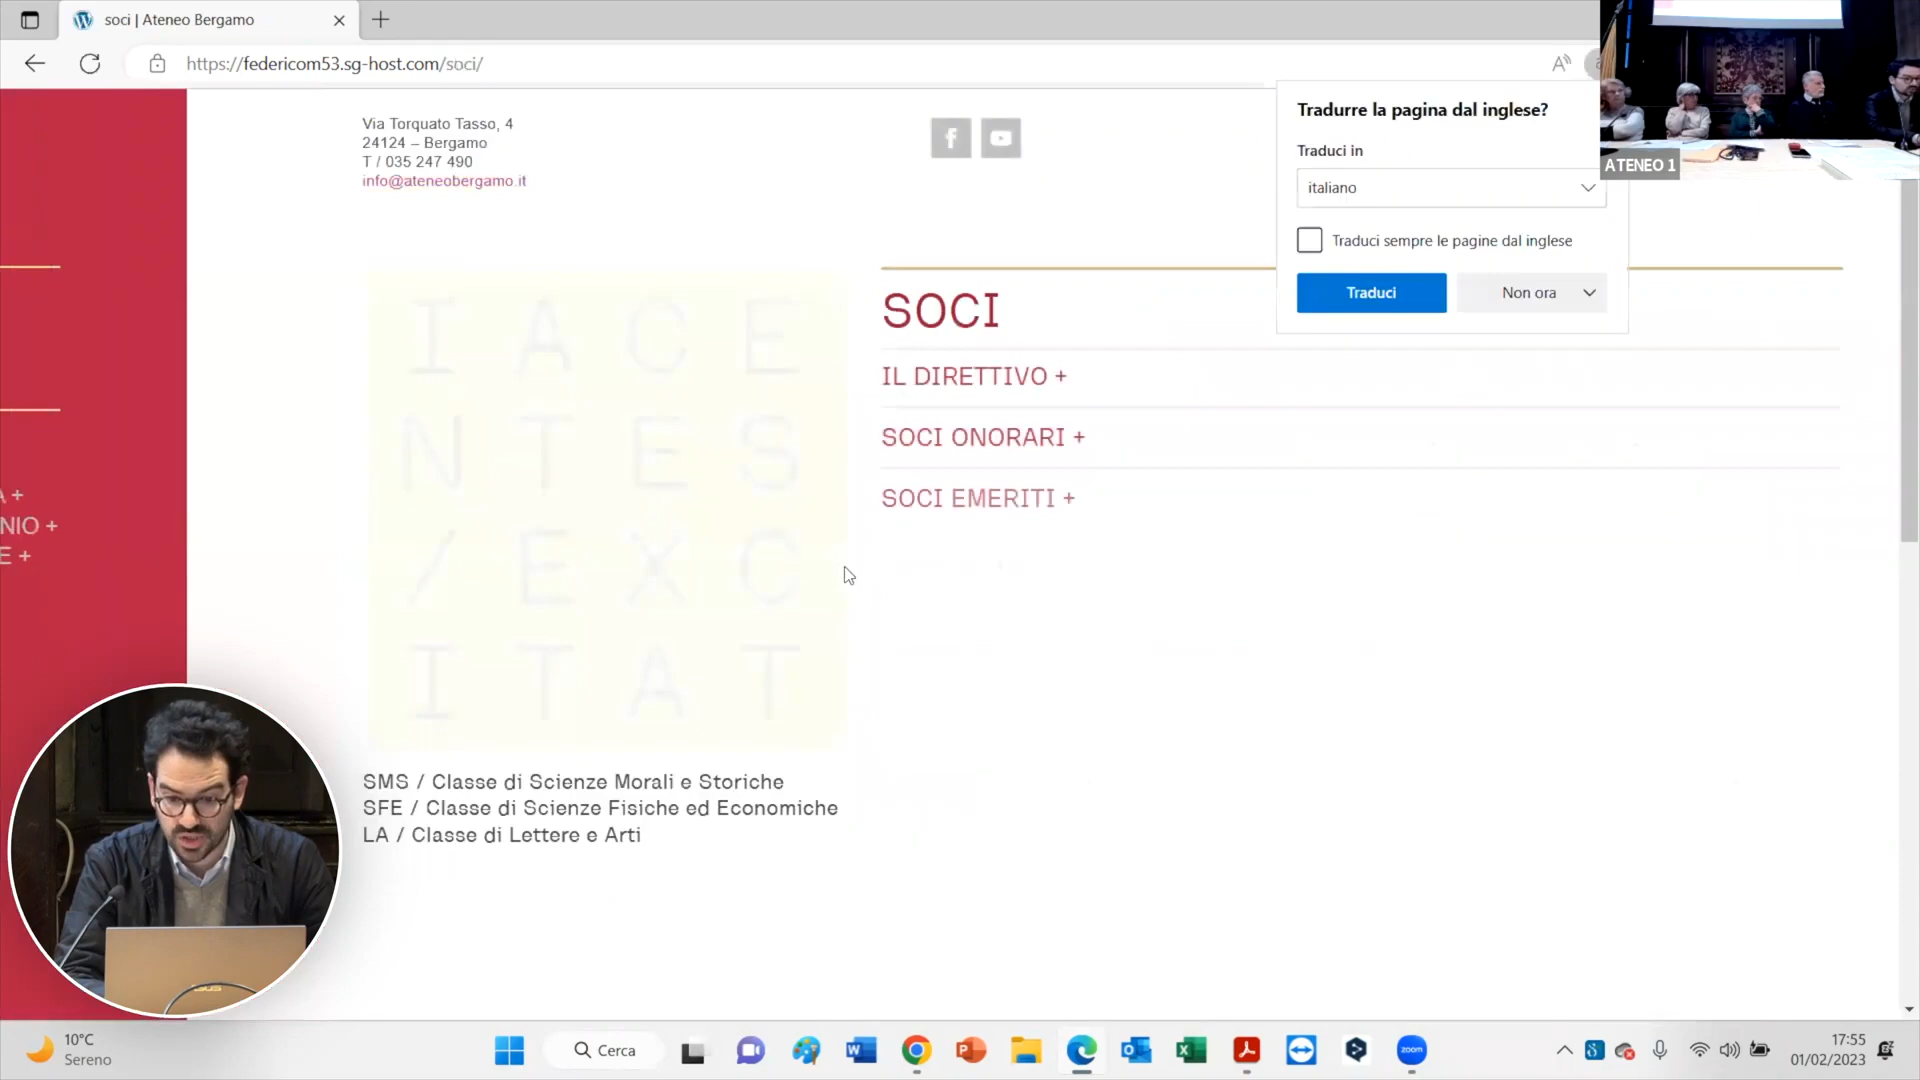 soci | Ateneo Bergamo
https://federicom53.sg-host.com/soci/
Via Torquato Tasso, 4
24124 – Bergamo
T / 035 247 490
info@ateneobergamo.it
Tradurre la pagina dal inglese?
Traduci in
italiano
Traduci sempre le pagine dal inglese
Traduci
Non ora
ATENEO 1
A +
NIO +
E +
I A C E
N T E S
/ E X C
I T A T
SOCI
IL DIRETTIVO +
SOCI ONORARI +
SOCI EMERITI +
SMS / Classe di Scienze Morali e Storiche
SFE / Classe di Scienze Fisiche ed Economiche
LA / Classe di Lettere e Arti
ASUS
10°C
Sereno
Cerca
zoom
17:55
01/02/2023